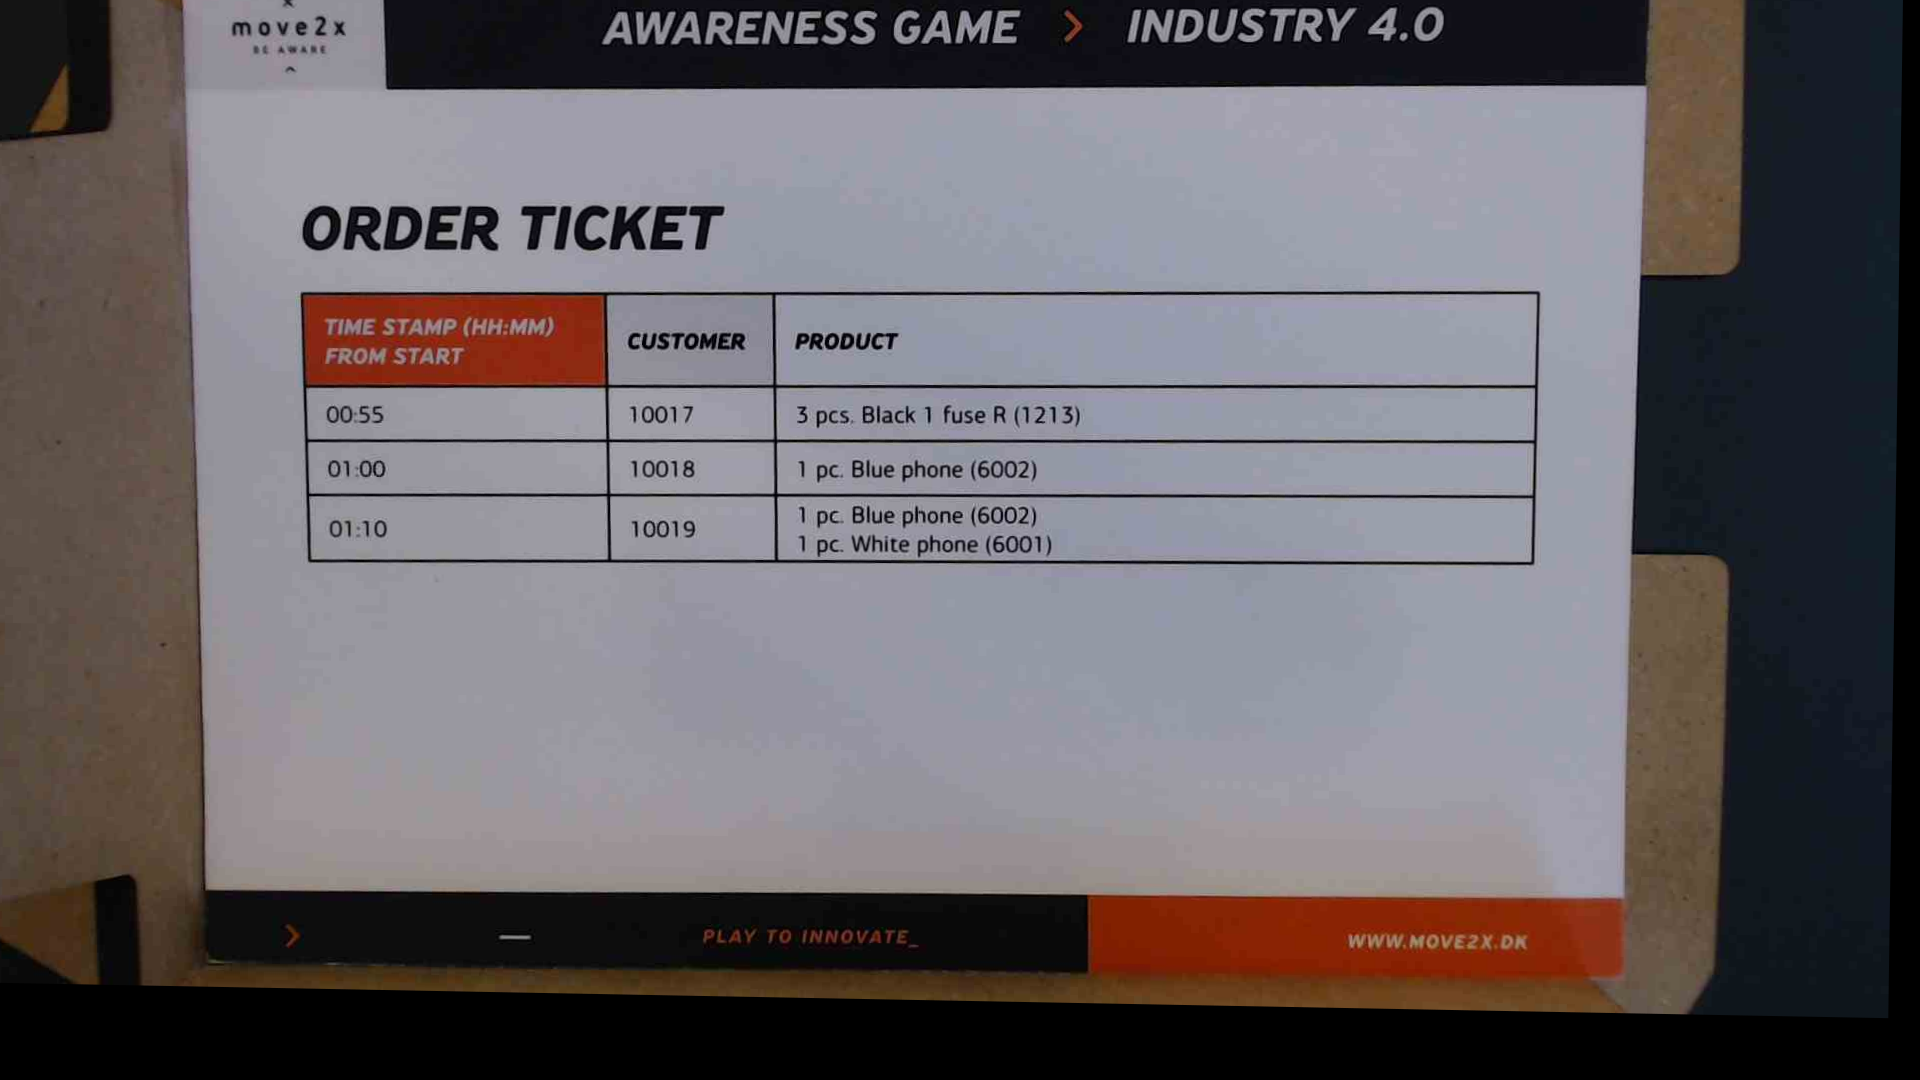 move2x
BE AWARE
AWARENESS GAME > INDUSTRY 4.0
ORDER TICKET
TIME STAMP (HH:MM) FROM START CUSTOMER PRODUCT
00:55 10017 3 pcs. Black 1 fuse R (1213)
01:00 10018 1 pc. Blue phone (6002)
01:10 10019 1 pc. Blue phone (6002)
1 pc. White phone (6001)
> — PLAY TO INNOVATE_ WWW.MOVE2X.DK